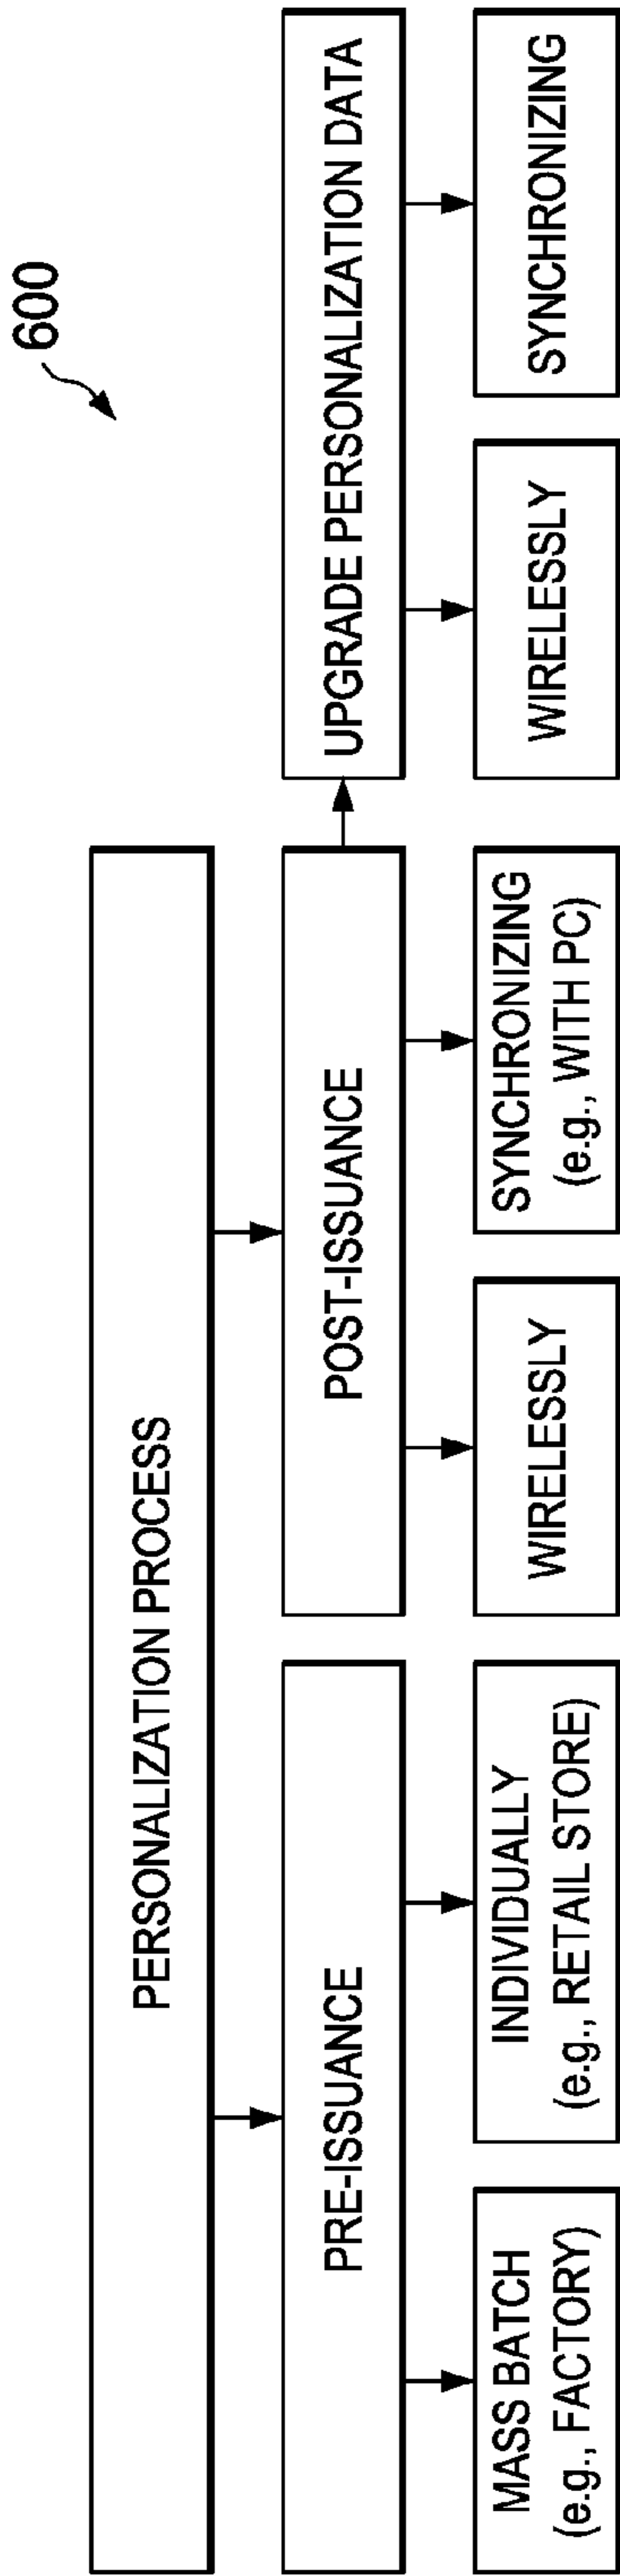 600
PERSONALIZATION PROCESS
PRE-ISSUANCE
POST-ISSUANCE
UPGRADE PERSONALIZATION DATA
MASS BATCH
(e.g., FACTORY)
INDIVIDUALLY
(e.g., RETAIL STORE)
WIRELESSLY
SYNCHRONIZING
(e.g., WITH PC)
WIRELESSLY
SYNCHRONIZING